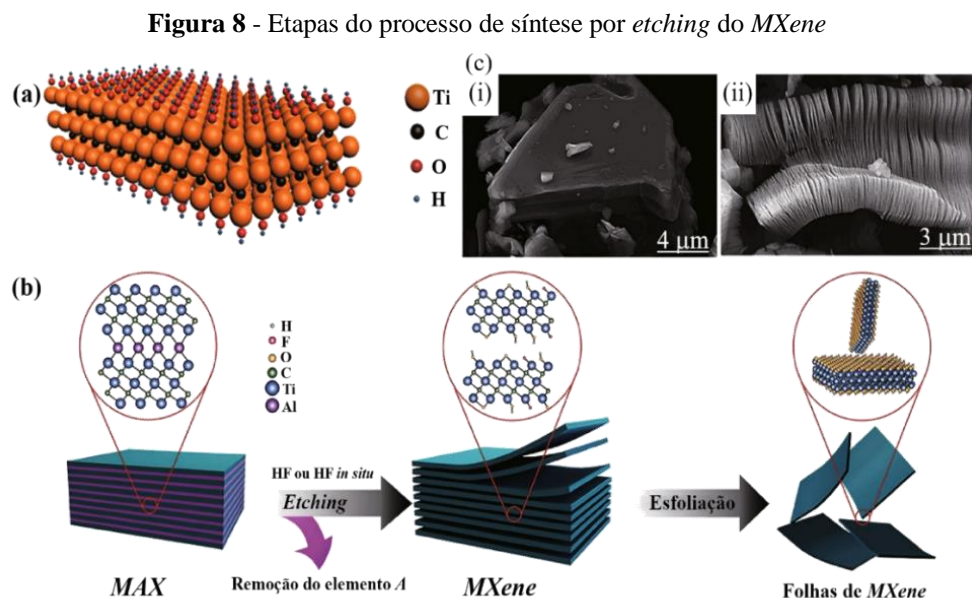 Figura 8 - Etapas do processo de síntese por etching do MXene
(a)
Ti
C
O
H
(c)
(i)
4 μm
(ii)
3 μm
(b)
H
F
O
C
Ti
Al
HF ou HF in situ
Etching
Remoção do elemento A
Esfoliação
MAX
MXene
Folhas de MXene